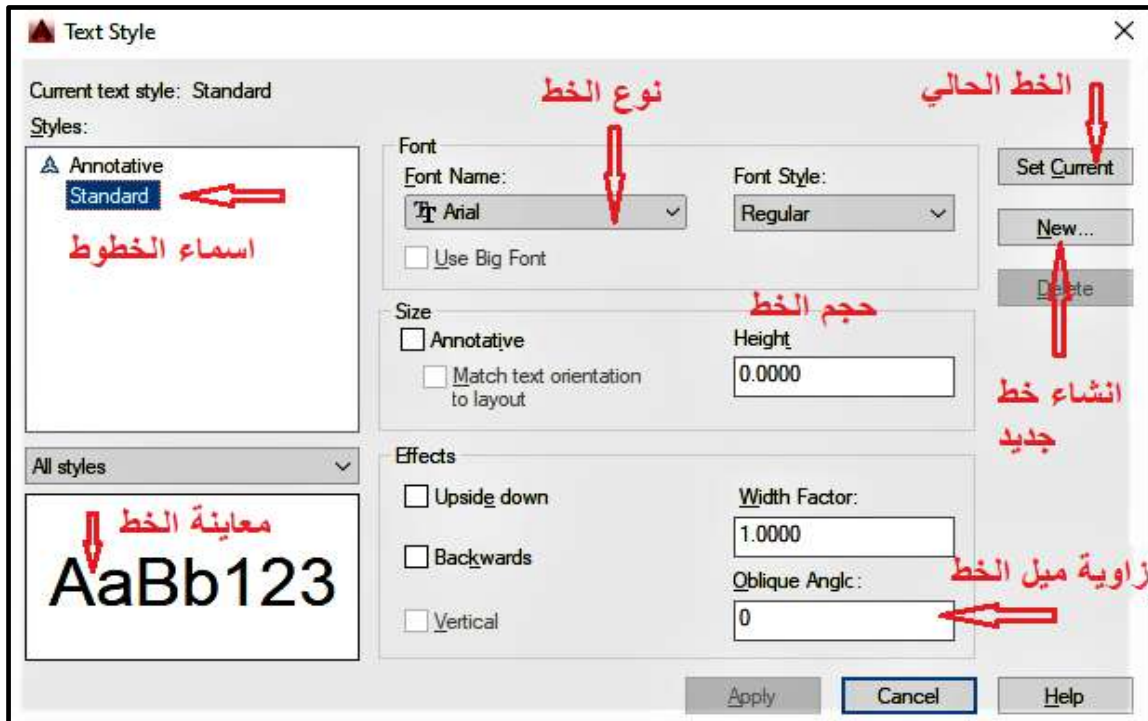 Text Style
الخط الحالي
نوع الخط
Current text style: Standard
Styles:
Annotative
Standard
اسماء الخطوط
Font
Font Name:
Font Style:
Arial
Regular
Use Big Font
Set Current
New...
Delete
حجم الخط
Size
Annotative
Height
Match text orientation
to layout
0.0000
انشاء خط
جديد
All styles
معاينة الخط
AaBb123
Effects
Upside down
Width Factor:
1.0000
Backwards
Oblique Angle:
زاوية ميل الخط
0
Vertical
Apply
Cancel
Help